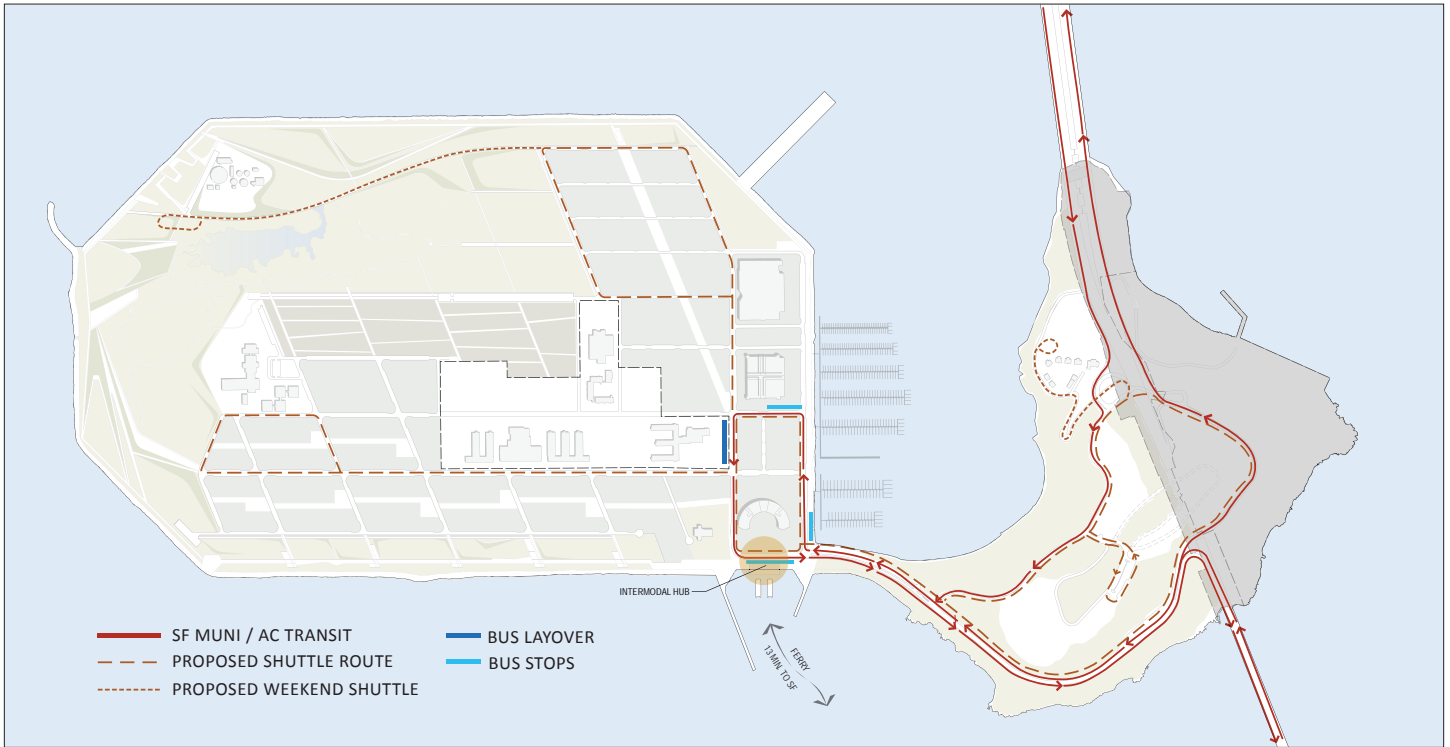 INTERMODAL HUB
FERRY
13 MIN. TO SF
SF MUNI / AC TRANSIT
PROPOSED SHUTTLE ROUTE
PROPOSED WEEKEND SHUTTLE
BUS LAYOVER
BUS STOPS